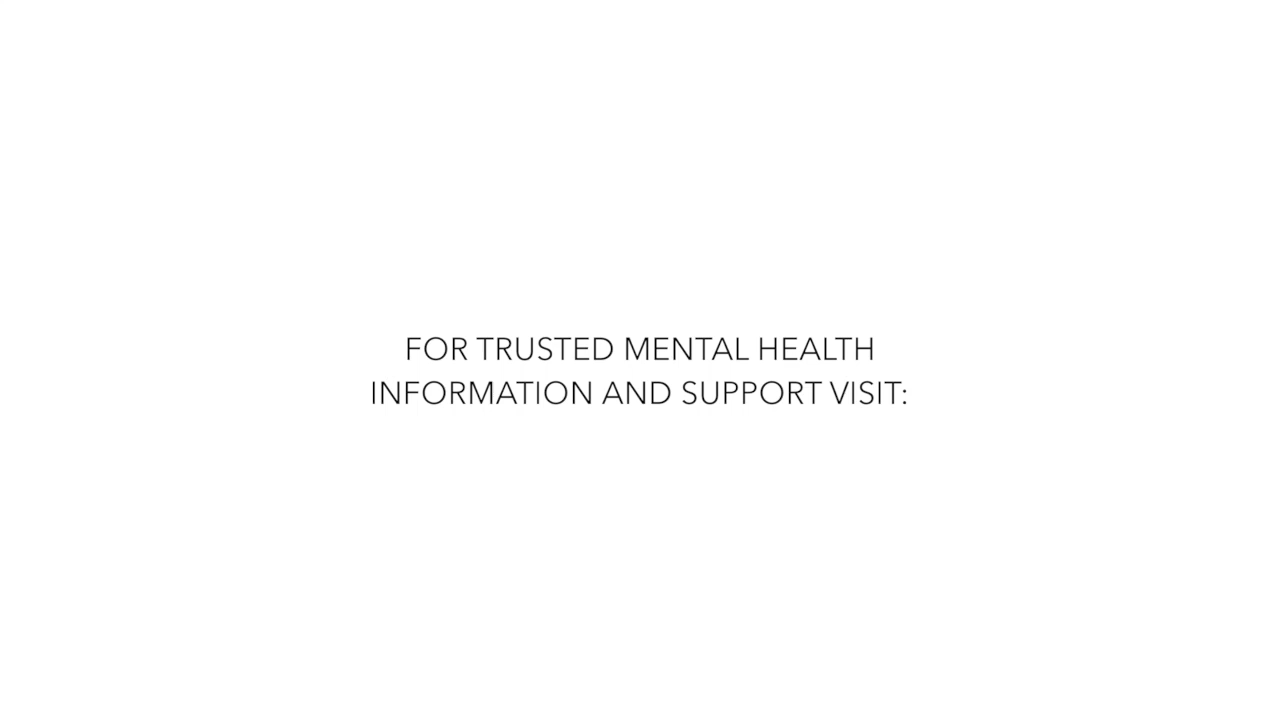 FOR TRUSTED MENTAL HEALTH
INFORMATION AND SUPPORT VISIT: